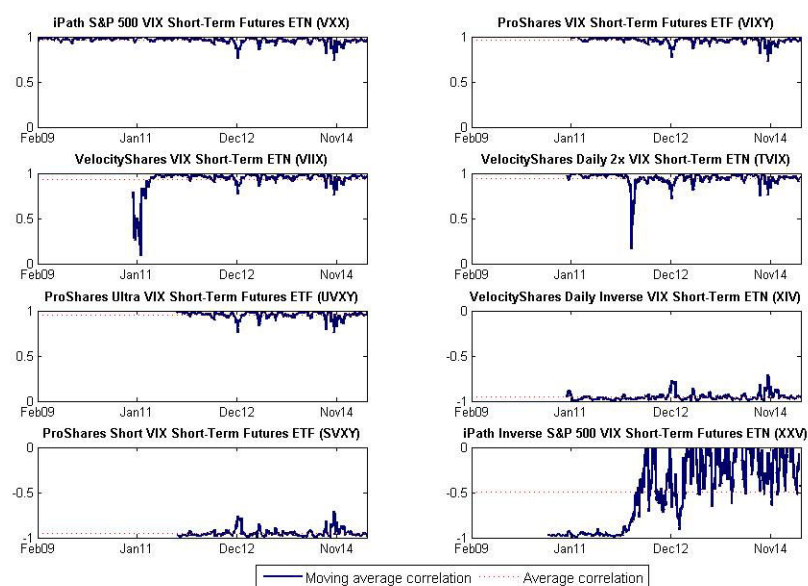 iPath S&P 500 VIX Short-Term Futures ETN (VXX)
1
0.5
0
Feb09 Jan11 Dec12 Nov14
ProShares VIX Short-Term Futures ETF (VIXY)
1
0.5
0
Feb09 Jan11 Dec12 Nov14
VelocityShares VIX Short-Term ETN (VIIX)
1
0.5
0
Feb09 Jan11 Dec12 Nov14
VelocityShares Daily 2x VIX Short-Term ETN (TVIX)
1
0.5
0
Feb09 Jan11 Dec12 Nov14
ProShares Ultra VIX Short-Term Futures ETF (UVXY)
1
0.5
0
Feb09 Jan11 Dec12 Nov14
VelocityShares Daily Inverse VIX Short-Term ETN (XIV)
0
-0.5
-1
Feb09 Jan11 Dec12 Nov14
ProShares Short VIX Short-Term Futures ETF (SVXY)
0
-0.5
-1
Feb09 Jan11 Dec12 Nov14
iPath Inverse S&P 500 VIX Short-Term Futures ETN (XXV)
0
-0.5
-1
Feb09 Jan11 Dec12 Nov14
Moving average correlation Average correlation